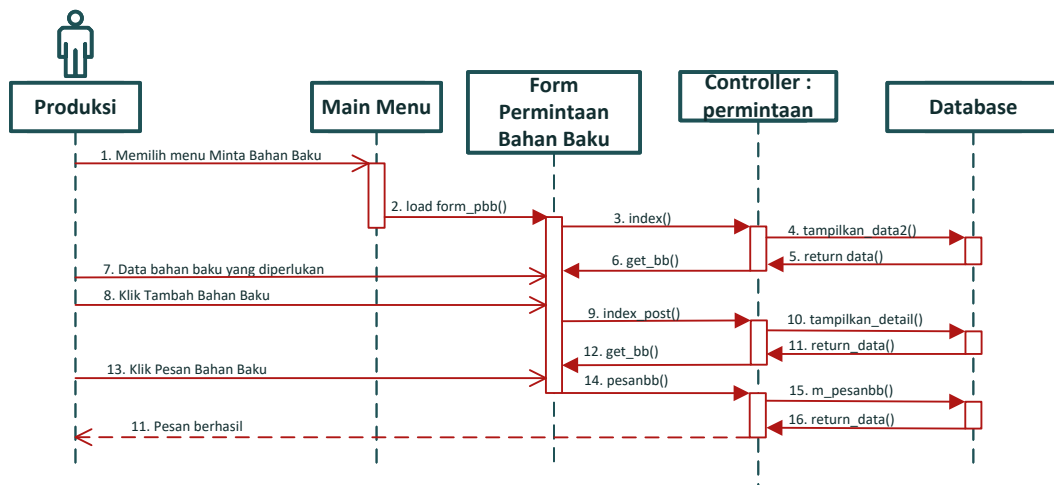 Produksi
Main Menu
Form
Permintaan
Bahan Baku
Controller :
permintaan
Database
1. Memilih menu Minta Bahan Baku
2. load form_pbb()
3. index()
4. tampilkan_data2()
5. return data()
6. get_bb()
7. Data bahan baku yang diperlukan
8. Klik Tambah Bahan Baku
9. index_post()
10. tampilkan_detail()
11. return_data()
12. get_bb()
13. Klik Pesan Bahan Baku
14. pesanbb()
15. m_pesanbb()
16. return_data()
11. Pesan berhasil